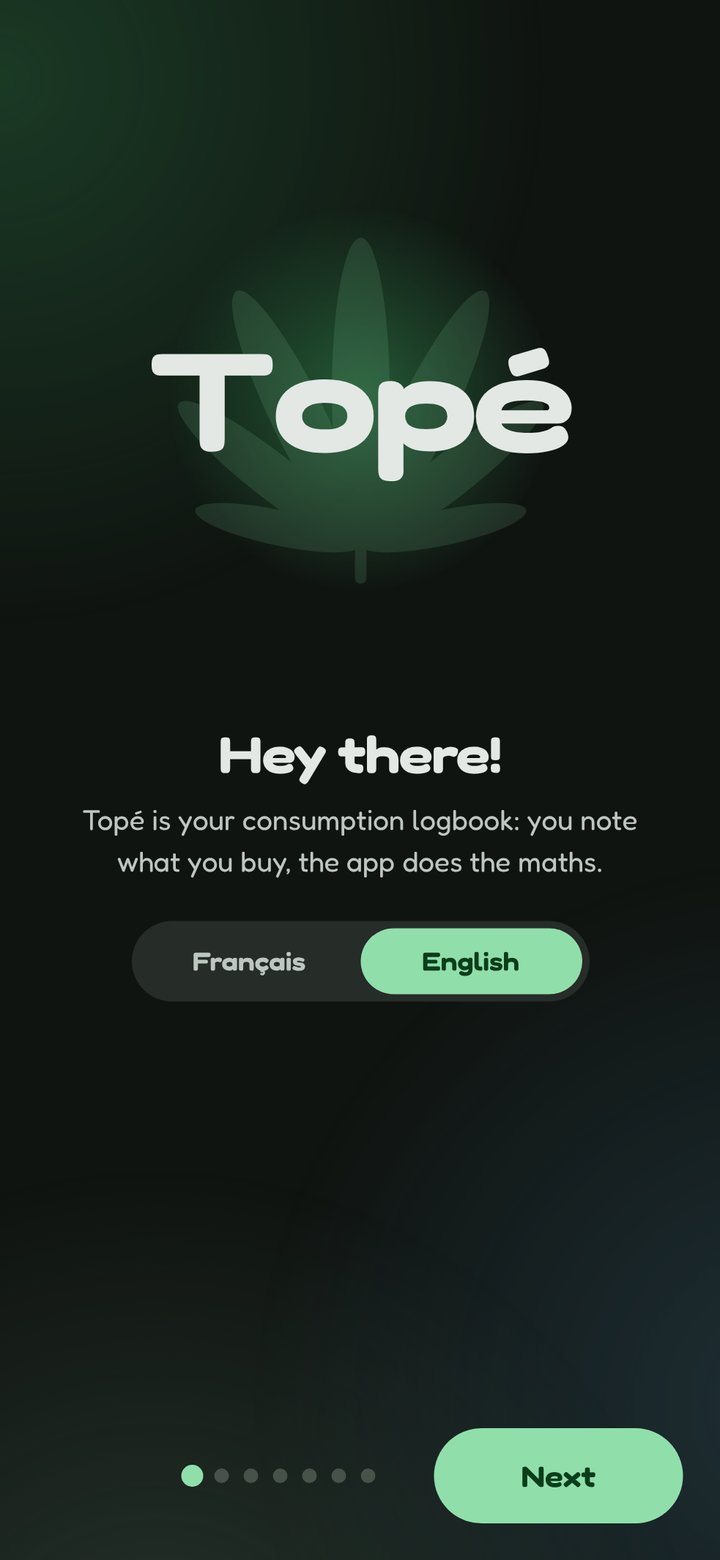 Topé
Hey there!
Topé is your consumption logbook: you note
what you buy, the app does the maths.
Français
English
Next